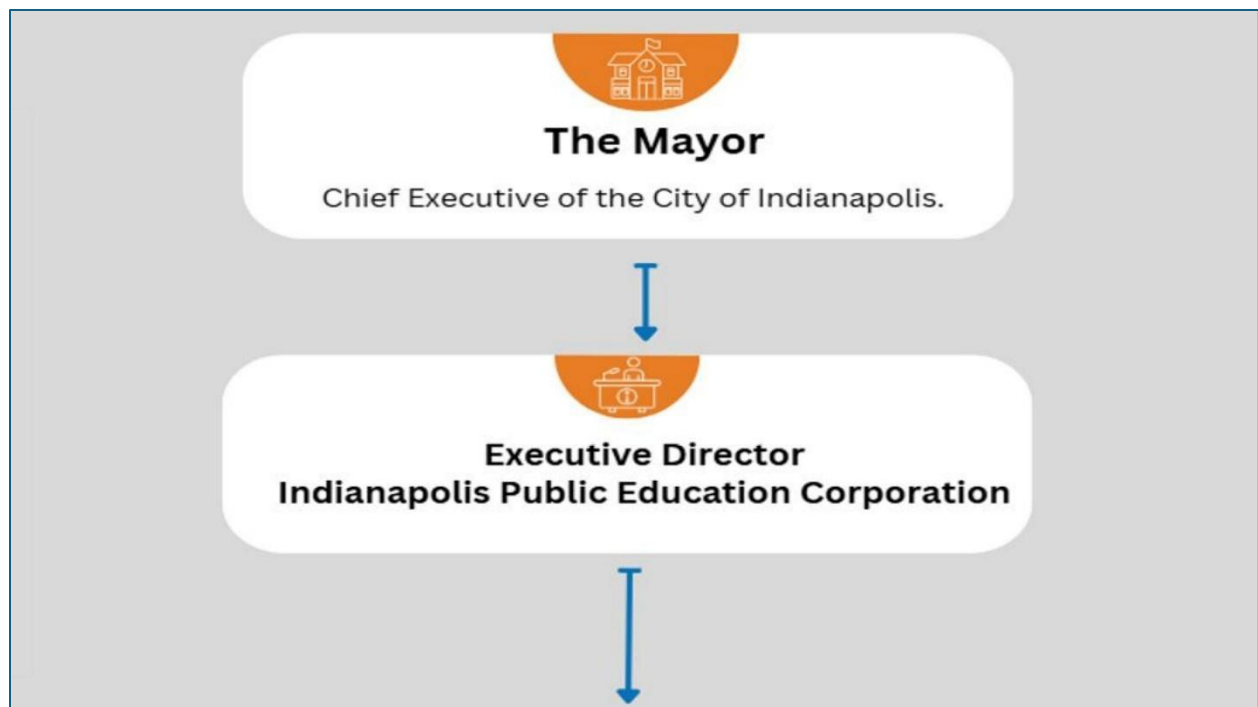 The Mayor
Chief Executive of the City of Indianapolis.
Executive Director
Indianapolis Public Education Corporation